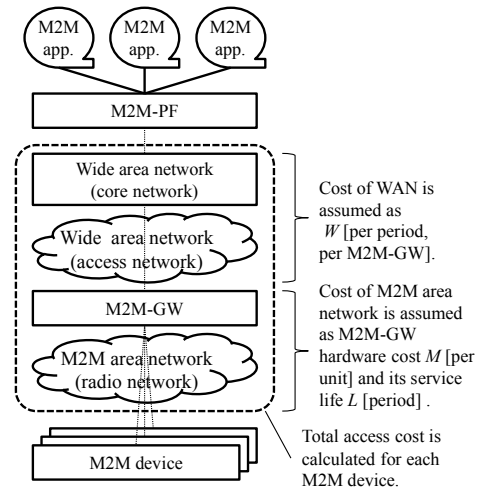 M2M
app.
M2M
app.
M2M
app.
M2M-PF
Wide area network
(core network)
Wide area network
(access network)
Cost of WAN is
assumed as
W [per period,
per M2M-GW].
M2M-GW
M2M area network
(radio network)
Cost of M2M area
network is assumed
as M2M-GW
hardware cost M [per
unit] and its service
life L [period] .
M2M device
Total access cost is
calculated for each
M2M device.